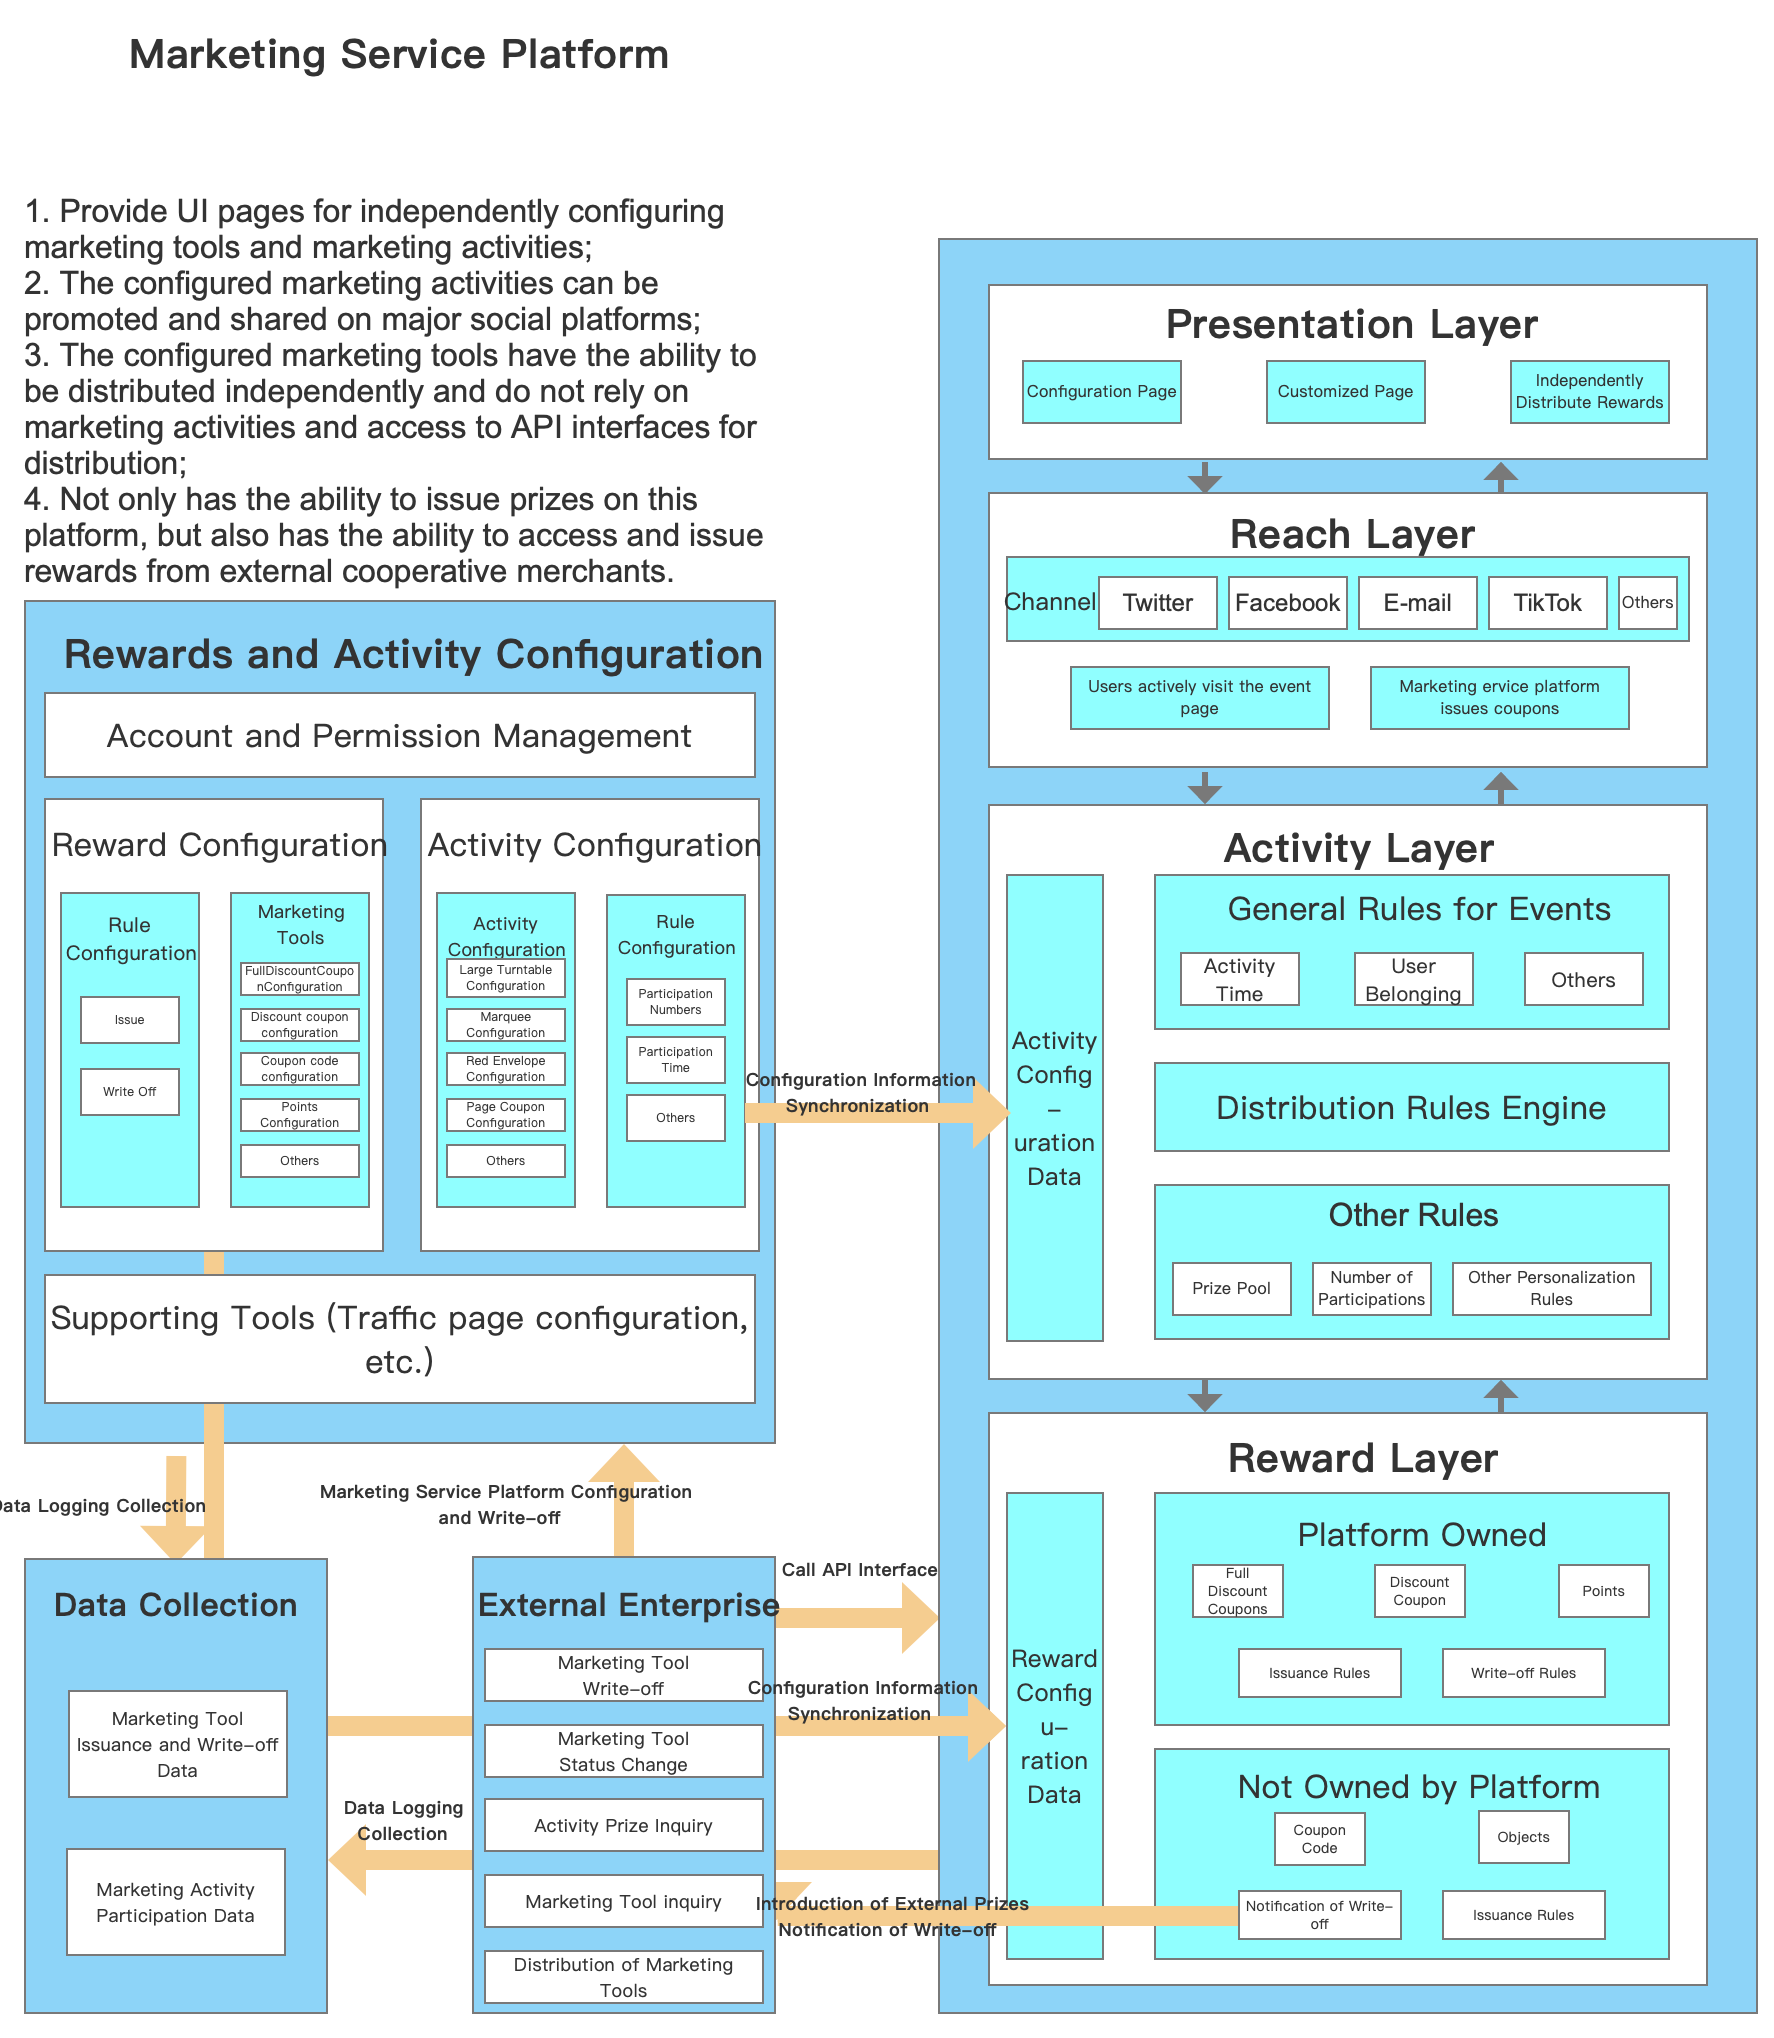 Marketing Service Platform
1. Provide UI pages for independently configuring
marketing tools and marketing activities;
2. The configured marketing activities can be
promoted and shared on major social platforms;
3. The configured marketing tools have the ability to
be distributed independently and do not rely on
marketing activities and access to API interfaces for
distribution;
4. Not only has the ability to issue prizes on this
platform, but also has the ability to access and issue
rewards from external cooperative merchants.
Rewards and Activity Configuration
Account and Permission Management
Reward Configuration
Rule
Configuration
Issue
Write Off
Marketing
Tools
FullDiscountCoupo
nConfiguration
Discount coupon
configuration
Coupon code
configuration
Points
Configuration
Others
Activity Configuration
Activity
Configuration
Large Turntable
Configuration
Marquee
Configuration
Red Envelope
Configuration
Page Coupon
Configuration
Others
Rule
Configuration
Participation
Numbers
Participation
Time
Others
Supporting Tools (Traffic page configuration,
etc.)
Configuration Information
Synchronization
Data Logging Collection
Marketing Service Platform Configuration
and Write-off
Data Collection
Marketing Tool
Issuance and Write-off
Data
Marketing Activity
Participation Data
Data Logging
Collection
External Enterprise
Marketing Tool
Write-off
Marketing Tool
Status Change
Activity Prize Inquiry
Marketing Tool inquiry
Distribution of Marketing
Tools
Call API Interface
Configuration Information
Synchronization
Introduction of External Prizes
Notification of Write-off
Presentation Layer
Configuration Page
Customized Page
Independently
Distribute Rewards
Reach Layer
Channel
Twitter
Facebook
E-mail
TikTok
Others
Users actively visit the event
page
Marketing ervice platform
issues coupons
Activity Layer
Activity
Config
-
uration
Data
General Rules for Events
Activity
Time
User
Belonging
Others
Distribution Rules Engine
Other Rules
Prize Pool
Number of
Participations
Other Personalization
Rules
Reward Layer
Reward
Config
u-
ration
Data
Platform Owned
Full
Discount
Coupons
Discount
Coupon
Points
Issuance Rules
Write-off Rules
Not Owned by Platform
Coupon
Code
Objects
Notification of Write-
off
Issuance Rules